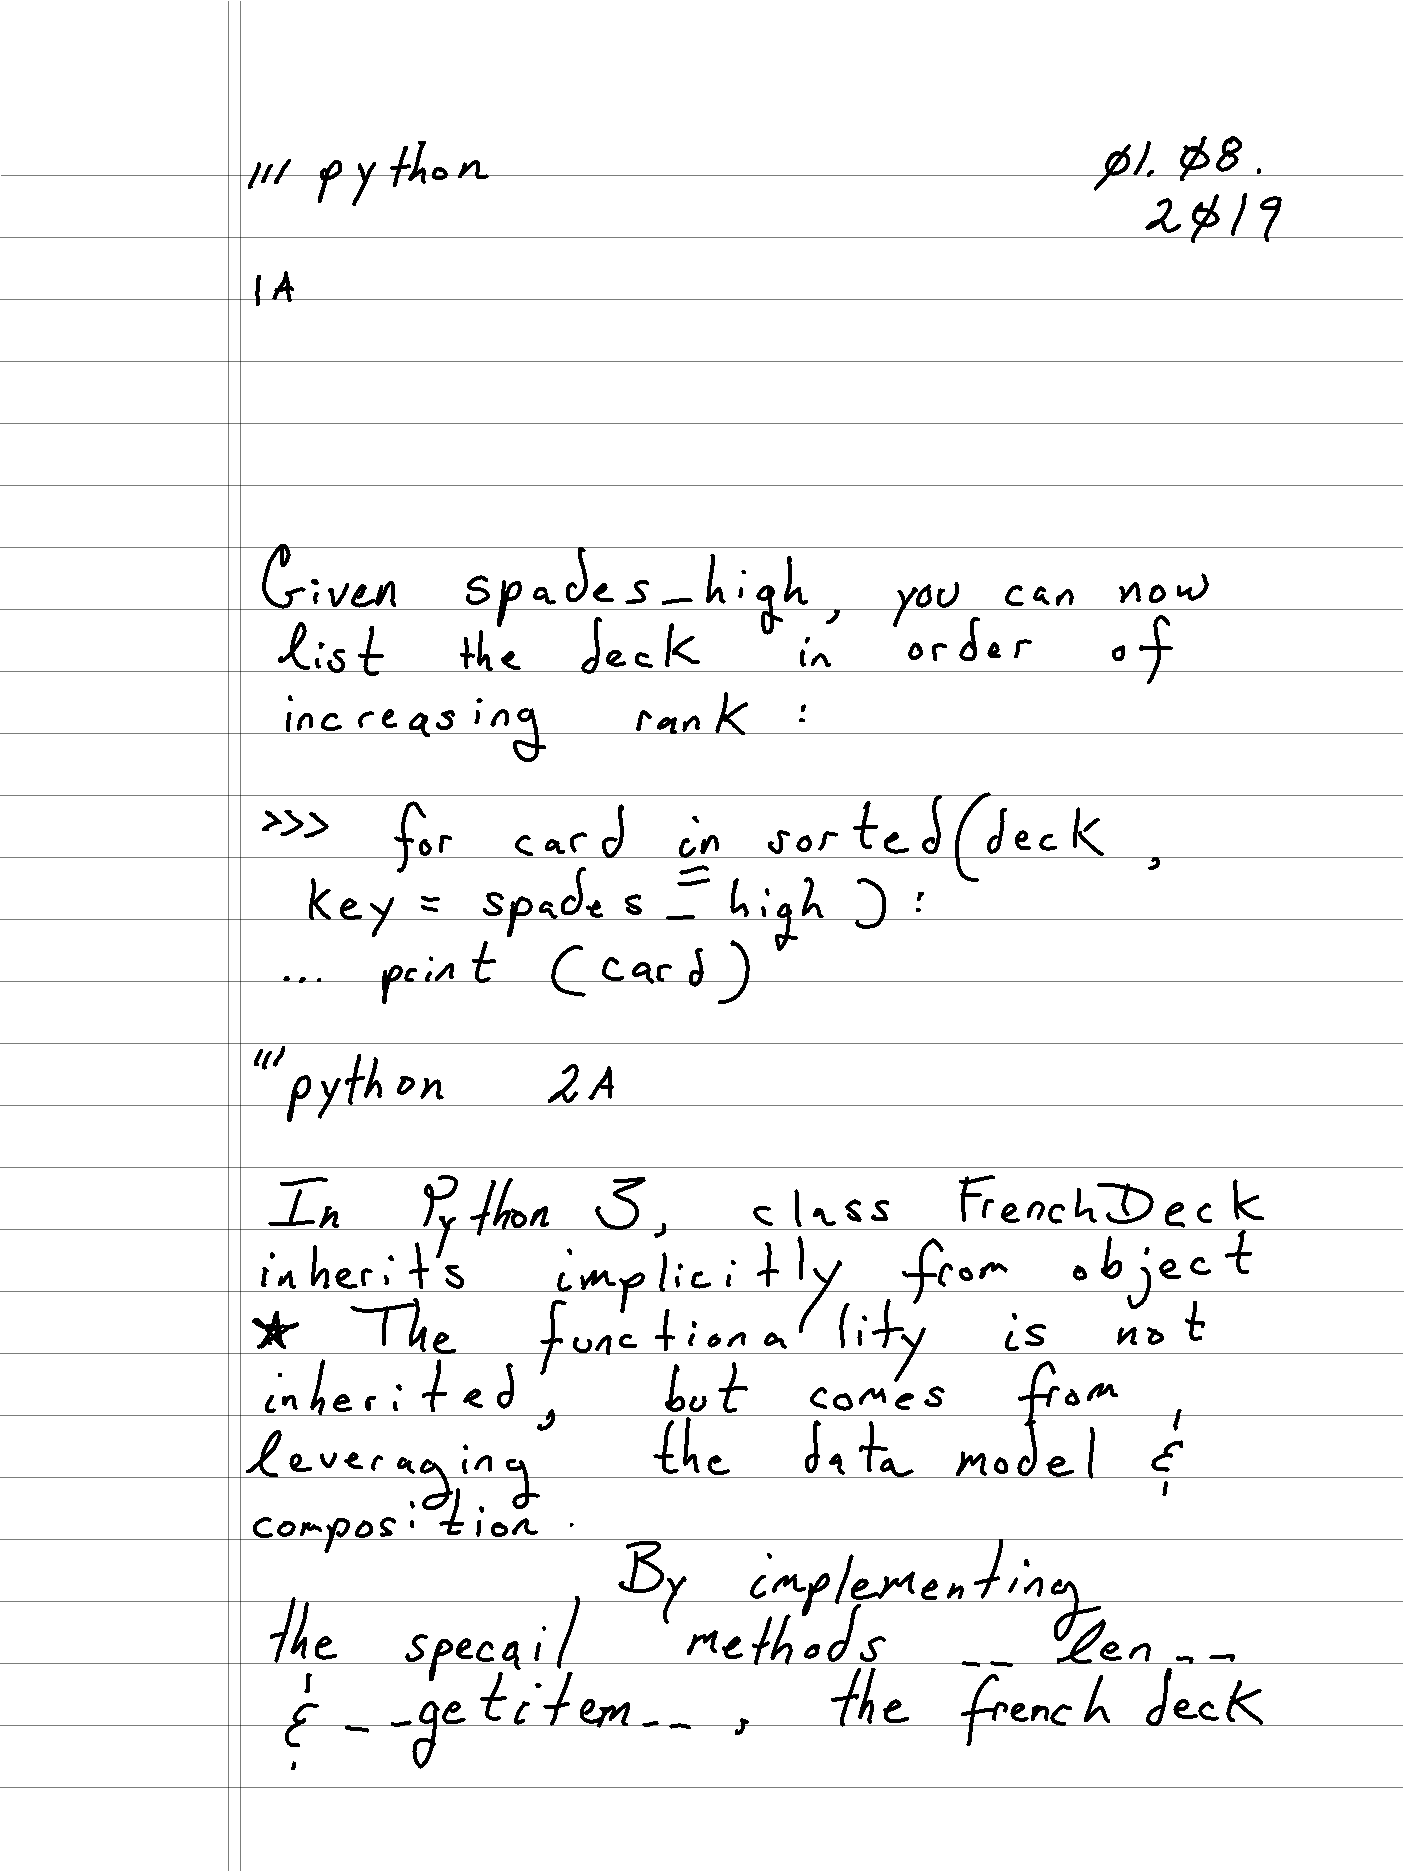 ''' python
Ø1. Ø8.
2Ø19
1A
Given spades_high, you can now
list the deck in order of
increasing rank :
>>> for card in sorted(deck,
key = spades_high ) :
... print (card)
'''python 2A
In Python 3, class FrenchDeck
inherits implicitly from object
★ The functionality is not
inherited, but comes from
leveraging the data model &
composition.
By implementing
the specail methods __len__
& __getitem__, the french deck